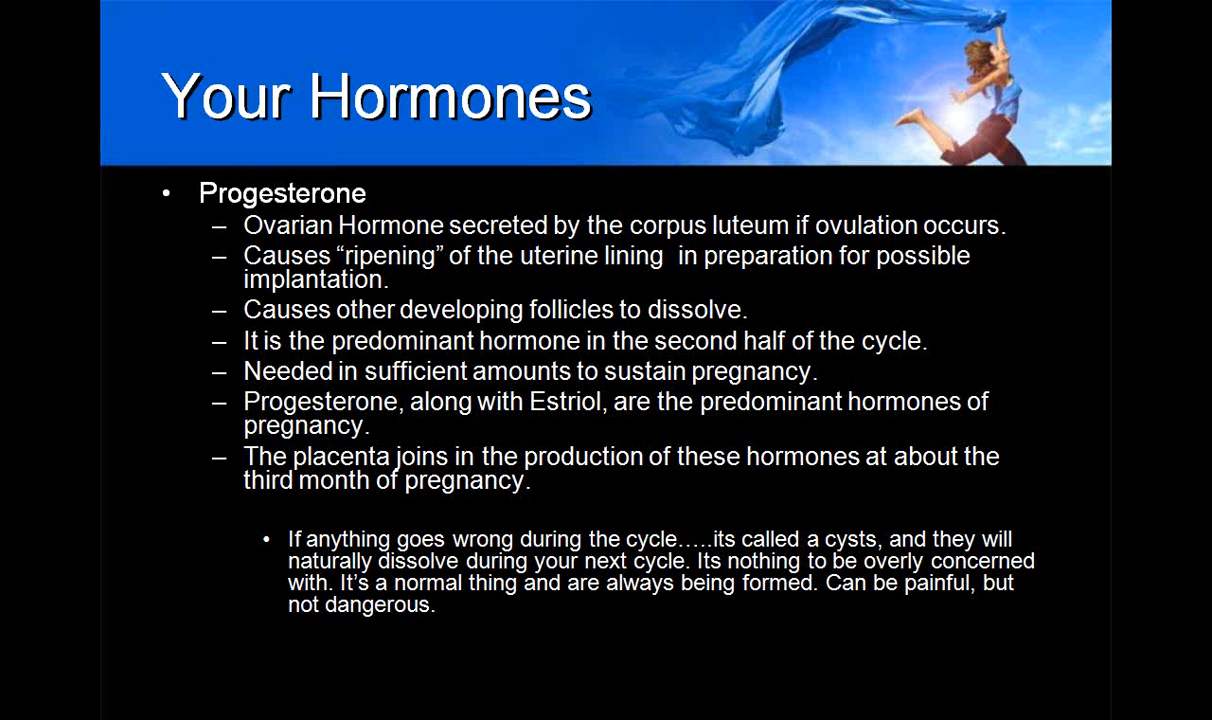 Your Hormones
• Progesterone
– Ovarian Hormone secreted by the corpus luteum if ovulation occurs.
– Causes “ripening” of the uterine lining  in preparation for possible
implantation.
– Causes other developing follicles to dissolve.
– It is the predominant hormone in the second half of the cycle.
– Needed in sufficient amounts to sustain pregnancy.
– Progesterone, along with Estriol, are the predominant hormones of
pregnancy.
– The placenta joins in the production of these hormones at about the
third month of pregnancy.
• If anything goes wrong during the cycle…..its called a cysts, and they will
naturally dissolve during your next cycle. Its nothing to be overly concerned
with. It’s a normal thing and are always being formed. Can be painful, but
not dangerous.